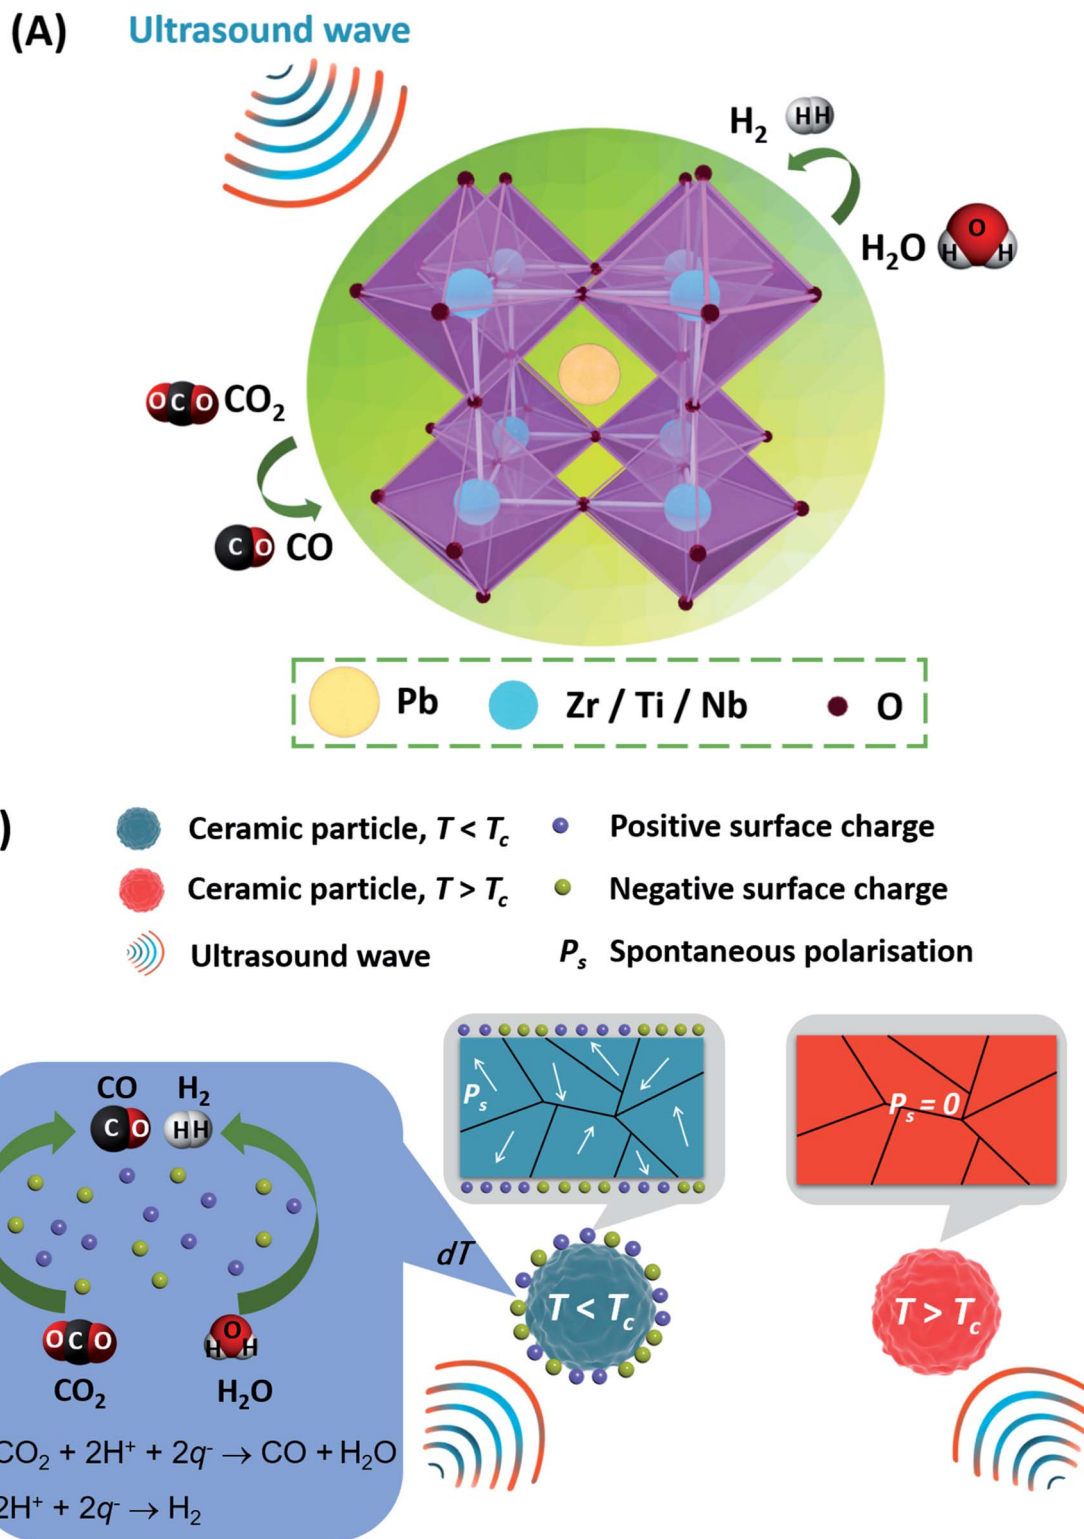 (A) Ultrasound wave
H₂ HH
H₂O O H H
OCO CO₂
CO CO
Pb Zr / Ti / Nb O
)
Ceramic particle, T < Tc Positive surface charge
Ceramic particle, T > Tc Negative surface charge
Ultrasound wave Ps Spontaneous polarisation
CO H₂
CO HH
Ps
Ps = 0
dT
T < Tc
T > Tc
OCO O H H
CO₂ H₂O
CO₂ + 2H⁺ + 2q⁻ → CO + H₂O
2H⁺ + 2q⁻ → H₂